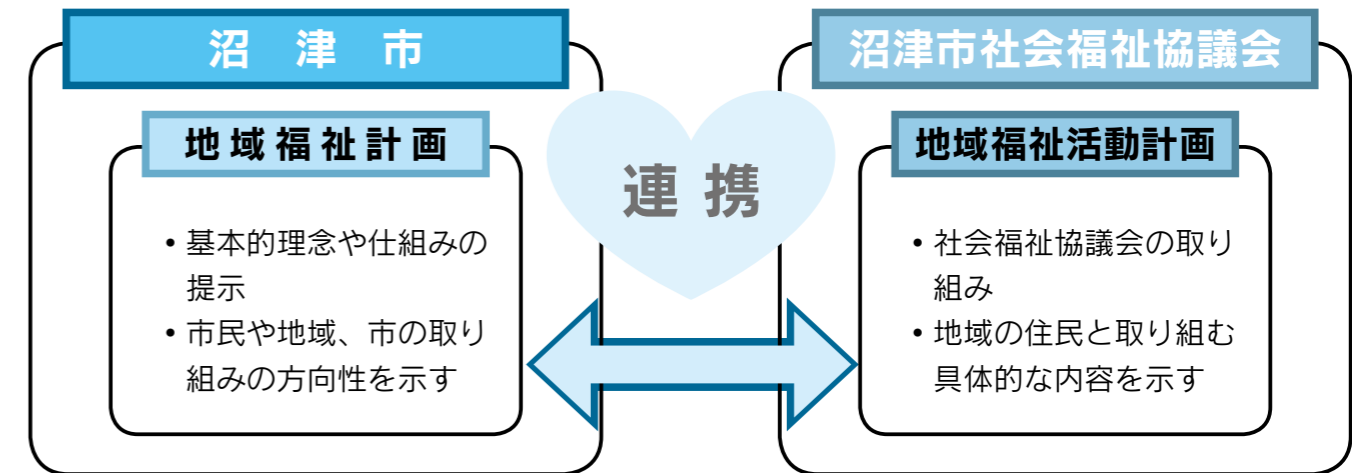 沼津市
地域福祉計画
・基本的理念や仕組みの
提示
・市民や地域、市の取り
組みの方向性を示す
連携
沼津市社会福祉協議会
地域福祉活動計画
・社会福祉協議会の取り
組み
・地域の住民と取り組む
具体的な内容を示す